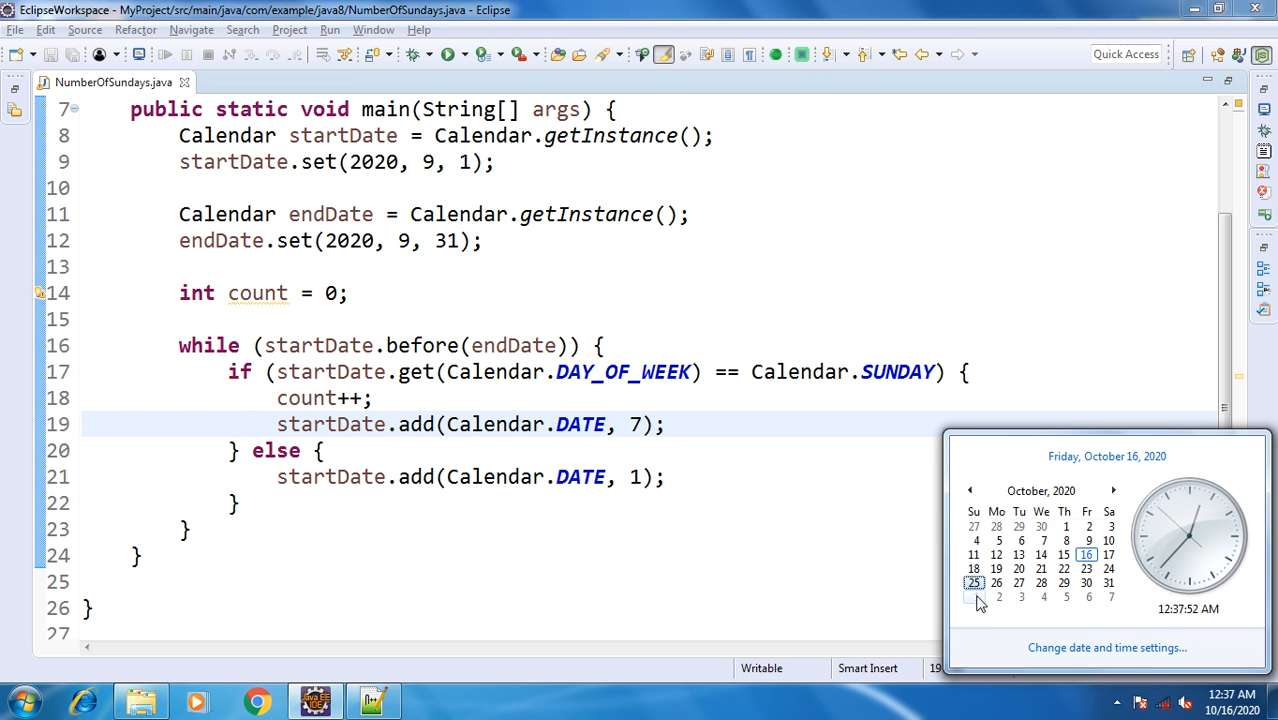 EclipseWorkspace - MyProject/src/main/java/com/example/java8/NumberOfSundays.java - Eclipse
File Edit Source Refactor Navigate Search Project Run Window Help
Quick Access
NumberOfSundays.java
7 public static void main(String[] args) {
8 Calendar startDate = Calendar.getInstance();
9 startDate.set(2020, 9, 1);
10
11 Calendar endDate = Calendar.getInstance();
12 endDate.set(2020, 9, 31);
13
14 int count = 0;
15
16 while (startDate.before(endDate)) {
17 if (startDate.get(Calendar.DAY_OF_WEEK) == Calendar.SUNDAY) {
18 count++;
19 startDate.add(Calendar.DATE, 7);
20 } else {
21 startDate.add(Calendar.DATE, 1);
22 }
23 }
24 }
25
26 }
27
Friday, October 16, 2020
October, 2020
Su Mo Tu We Th Fr Sa
27 28 29 30 1 2 3
4 5 6 7 8 9 10
11 12 13 14 15 16 17
18 19 20 21 22 23 24
25 26 27 28 29 30 31
2 3 4 5 6 7
12:37:52 AM
Change date and time settings...
Writable Smart Insert 19
Java EE
IDE
12:37 AM
10/16/2020